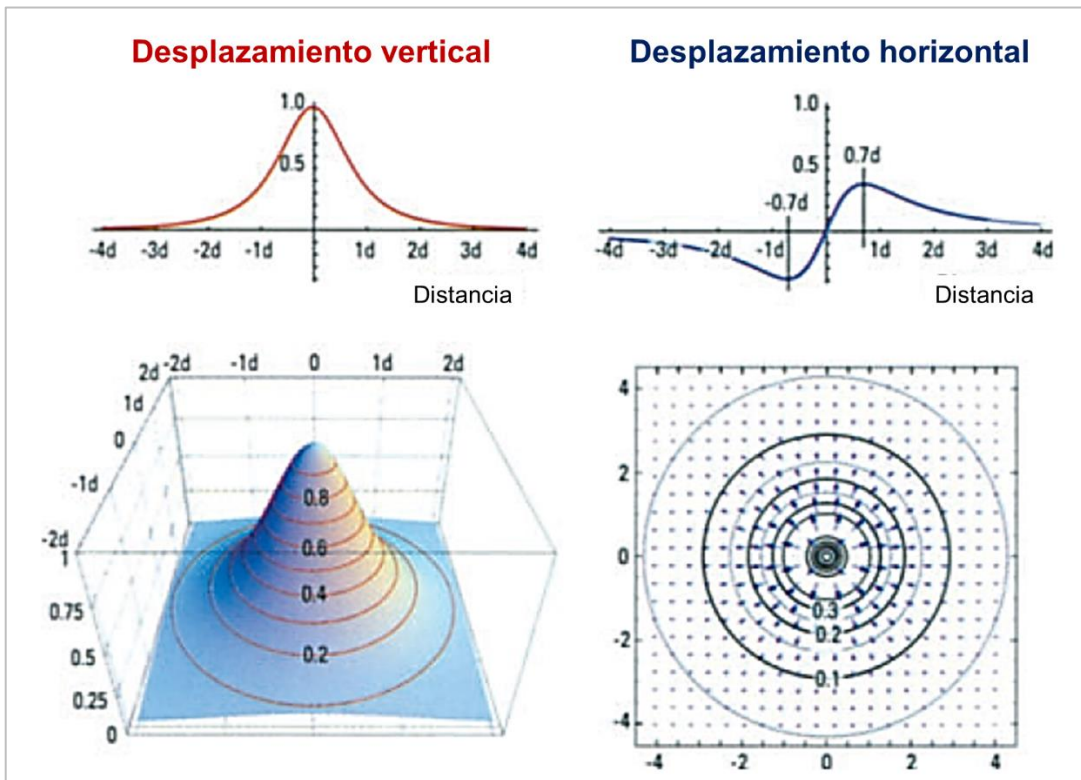 Desplazamiento vertical
1.0
0.5
-4d -3d -2d -1d 0 1d 2d 3d 4d
Distancia
Desplazamiento horizontal
1.0
0.5
0.7d
-0.7d
-4d -3d -2d -1d 0 1d 2d 3d 4d
Distancia
-2d -1d 0 1d 2d
2d
1d
0
-1d
-2d
1
0.75
0.5
0.25
0
0.8
0.6
0.4
0.2
4
2
0
-2
-4
0.3
0.2
0.1
-4 -2 0 2 4